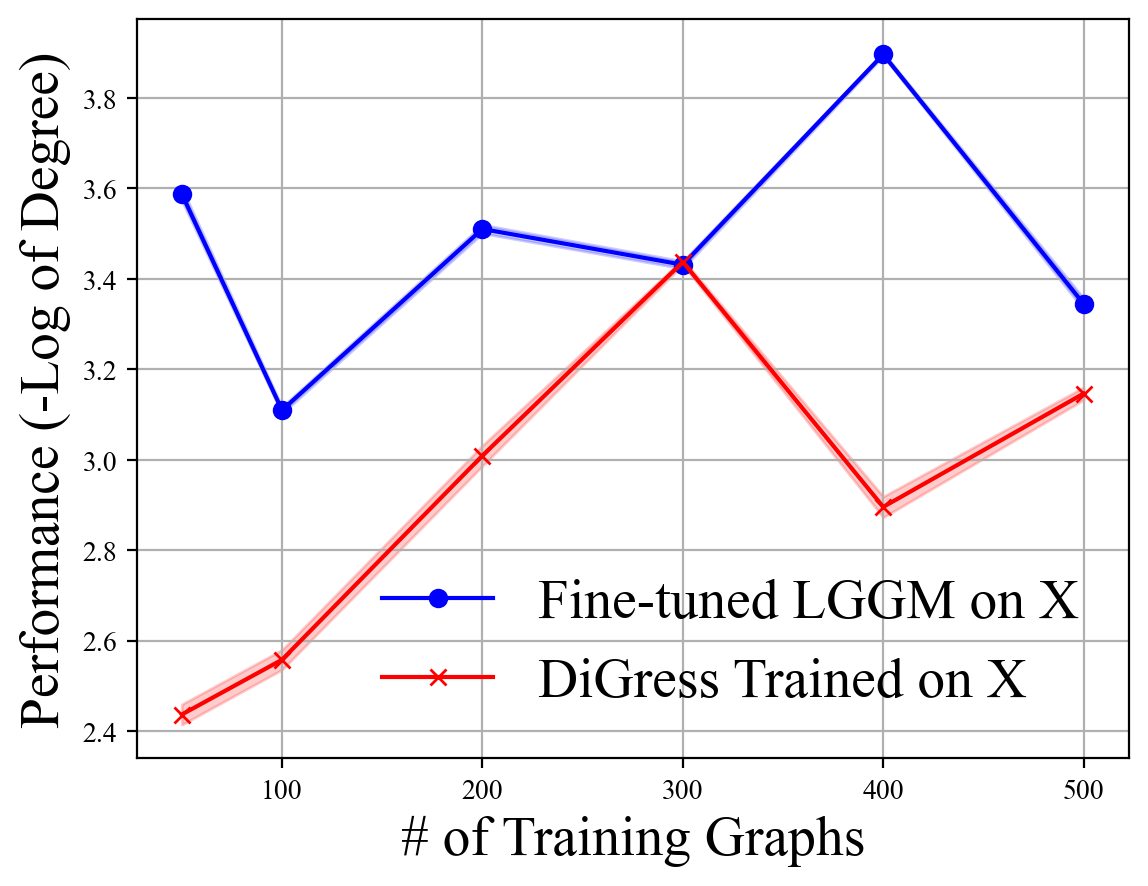 Performance (-Log of Degree)
3.8
3.6
3.4
3.2
3.0
2.8
2.6
2.4
Fine-tuned LGGM on X
DiGress Trained on X
100 200 300 400 500
# of Training Graphs